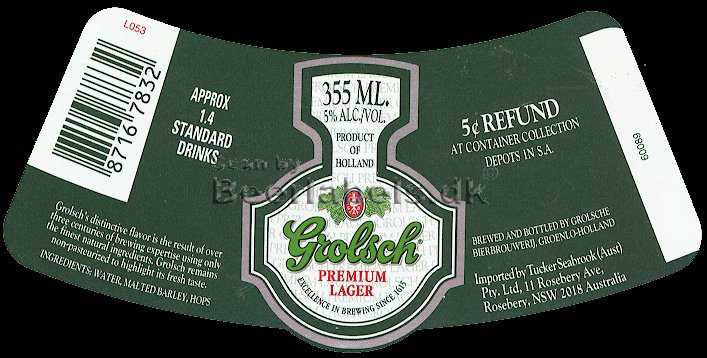 L053
8716 7832
APPROX
1.4
STANDARD
DRINKS
Grolsch's distinctive flavor is the result of over
three centuries of brewing expertise using only
the finest natural ingredients. Grolsch remains
non-pasteurized to highlight its fresh taste.
INGREDIENTS: WATER, MALTED BARLEY, HOPS
355 ML.
5% ALC./VOL.
PRODUCT
OF
HOLLAND
Grolsch®
PREMIUM
LAGER
EXCELLENCE IN BREWING SINCE 1615
5¢ REFUND
AT CONTAINER COLLECTION
DEPOTS IN S.A.
BREWED AND BOTTLED BY GROLSCHE
BIERBROUWERIJ, GROENLO-HOLLAND
Imported by Tucker Seabrook (Aust)
Pty. Ltd, 11 Rosebery Ave,
Rosebery, NSW 2018 Australia
60089
Scan by
Beerlabels.dk